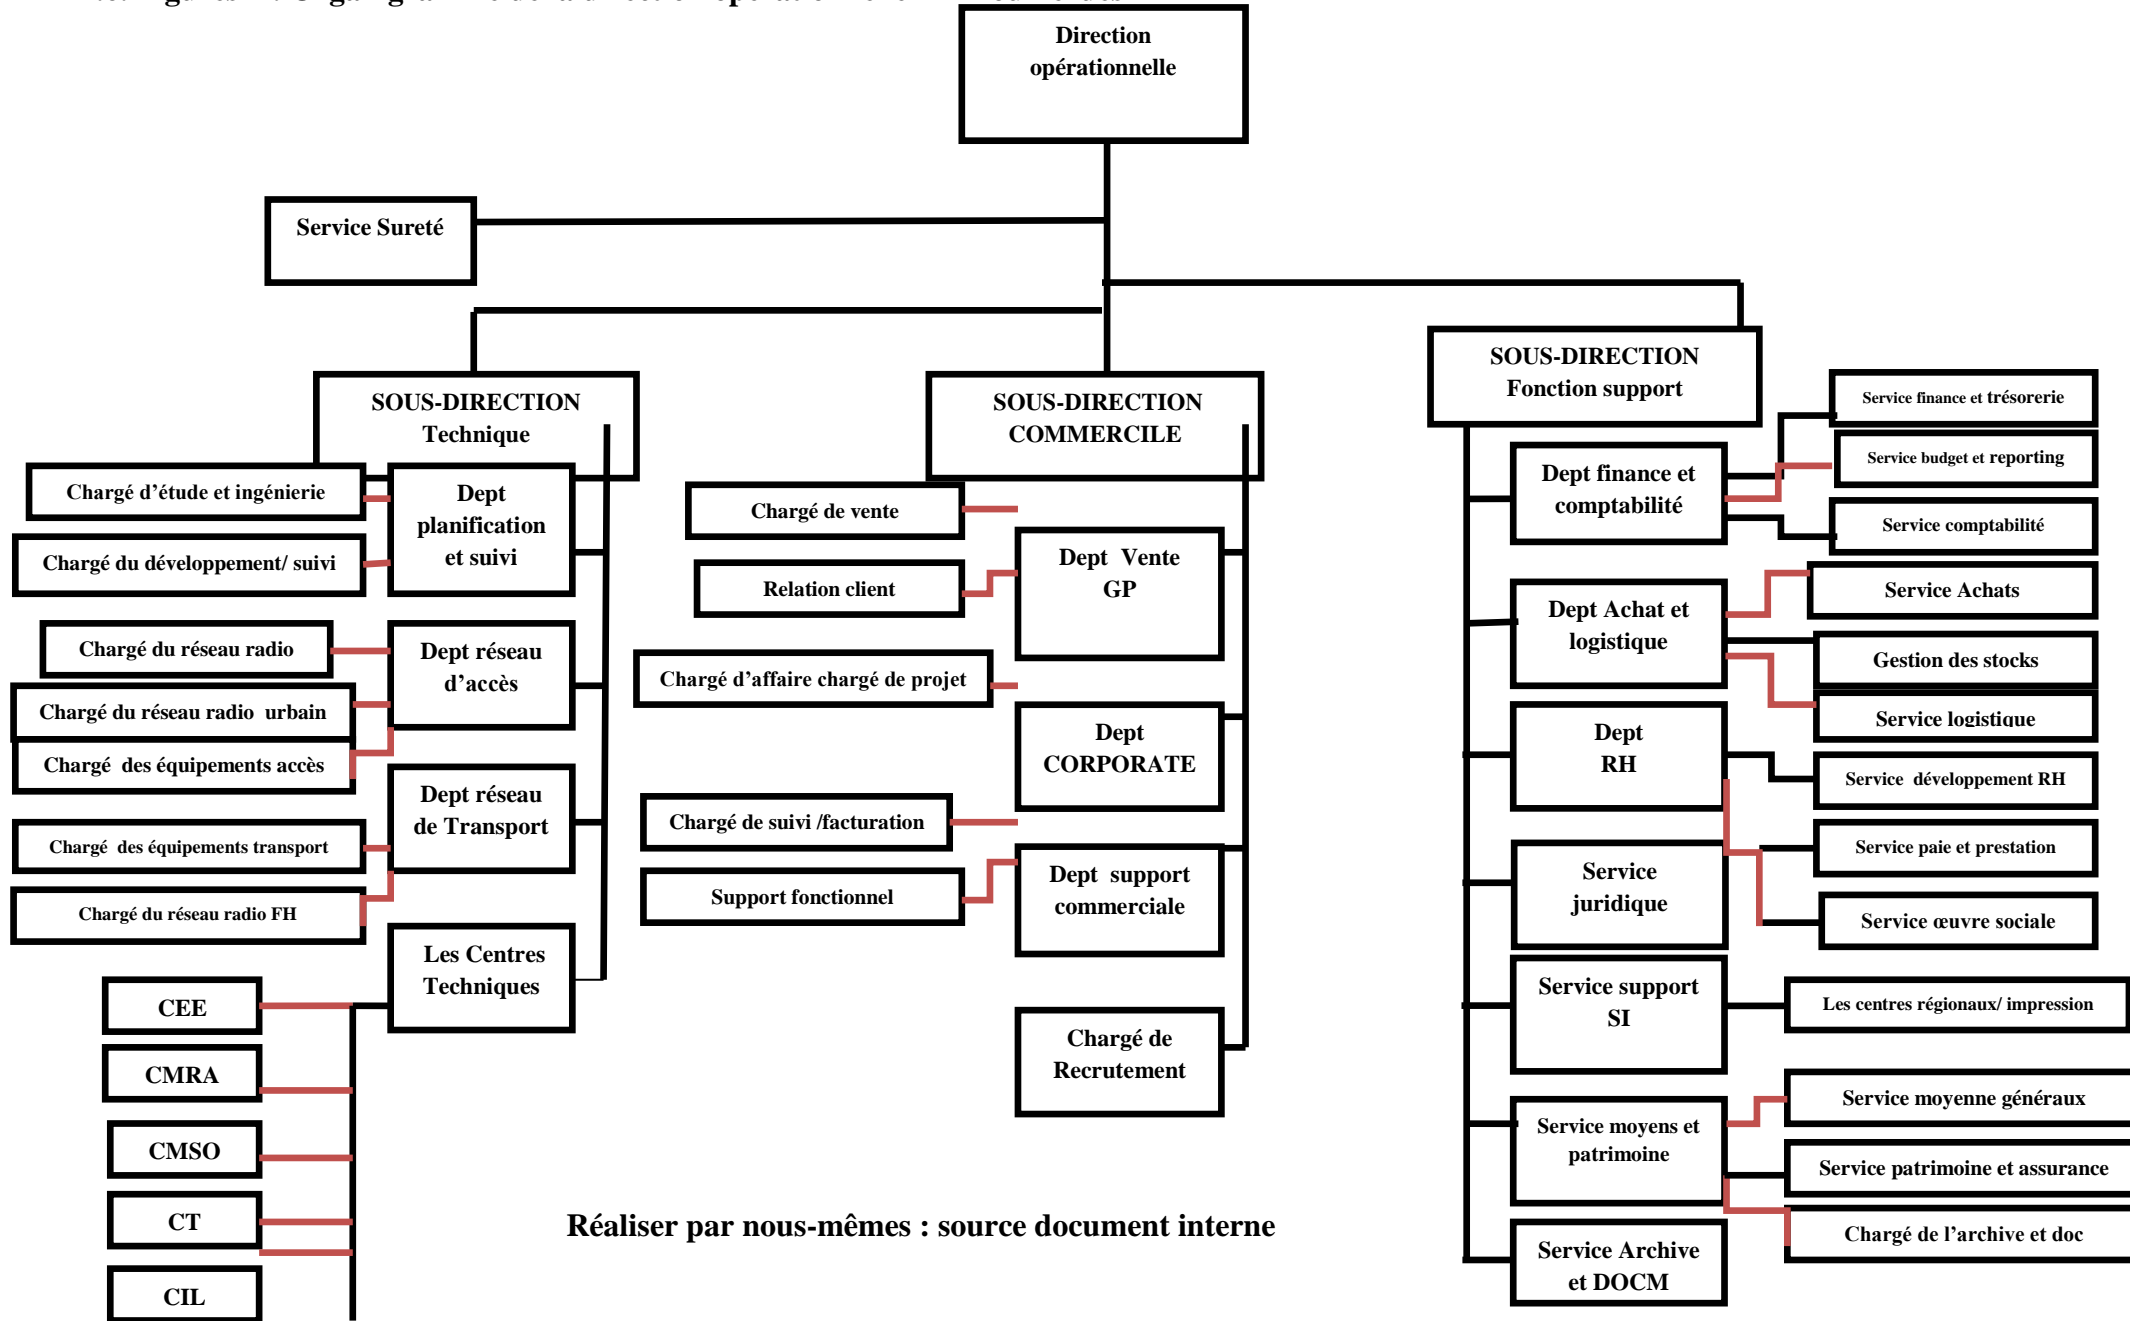 Direction
opérationnelle
Service Sureté
SOUS-DIRECTION
Technique
SOUS-DIRECTION
COMMERCILE
SOUS-DIRECTION
Fonction support
Chargé d'étude et ingénierie
Chargé du développement/ suivi
Dept
planification
et suivi
Chargé du réseau radio
Chargé du réseau radio urbain
Chargé des équipements accès
Dept réseau
d'accès
Chargé des équipements transport
Chargé du réseau radio FH
Dept réseau
de Transport
Les Centres
Techniques
CEE
CMRA
CMSO
CT
CIL
Chargé de vente
Relation client
Dept Vente
GP
Chargé d'affaire chargé de projet
Dept
CORPORATE
Chargé de suivi /facturation
Support fonctionnel
Dept support
commerciale
Chargé de
Recrutement
Dept finance et
comptabilité
Service finance et trésorerie
Service budget et reporting
Service comptabilité
Dept Achat et
logistique
Service Achats
Gestion des stocks
Service logistique
Dept
RH
Service développement RH
Service paie et prestation
Service œuvre sociale
Service
juridique
Service support
SI
Les centres régionaux/ impression
Service moyens et
patrimoine
Service moyenne généraux
Service patrimoine et assurance
Chargé de l'archive et doc
Service Archive
et DOCM
Réaliser par nous-mêmes : source document interne